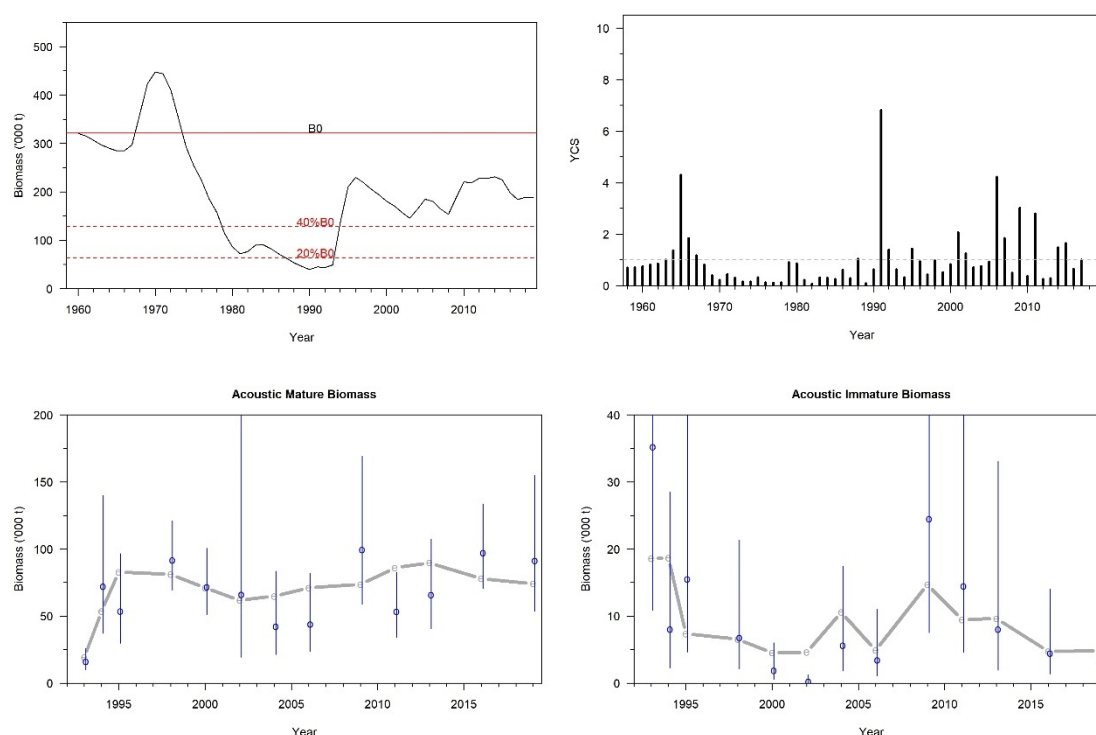 500
400
300
200
100
0
Biomass ('000 t)
B0
40%B0
20%B0
1960 1970 1980 1990 2000 2010
Year
10
8
6
4
2
0
YCS
1960 1970 1980 1990 2000 2010
Year
Acoustic Mature Biomass
200
150
100
50
0
Biomass ('000 t)
1995 2000 2005 2010 2015
Year
Acoustic Immature Biomass
40
30
20
10
0
Biomass ('000 t)
1995 2000 2005 2010 2015
Year